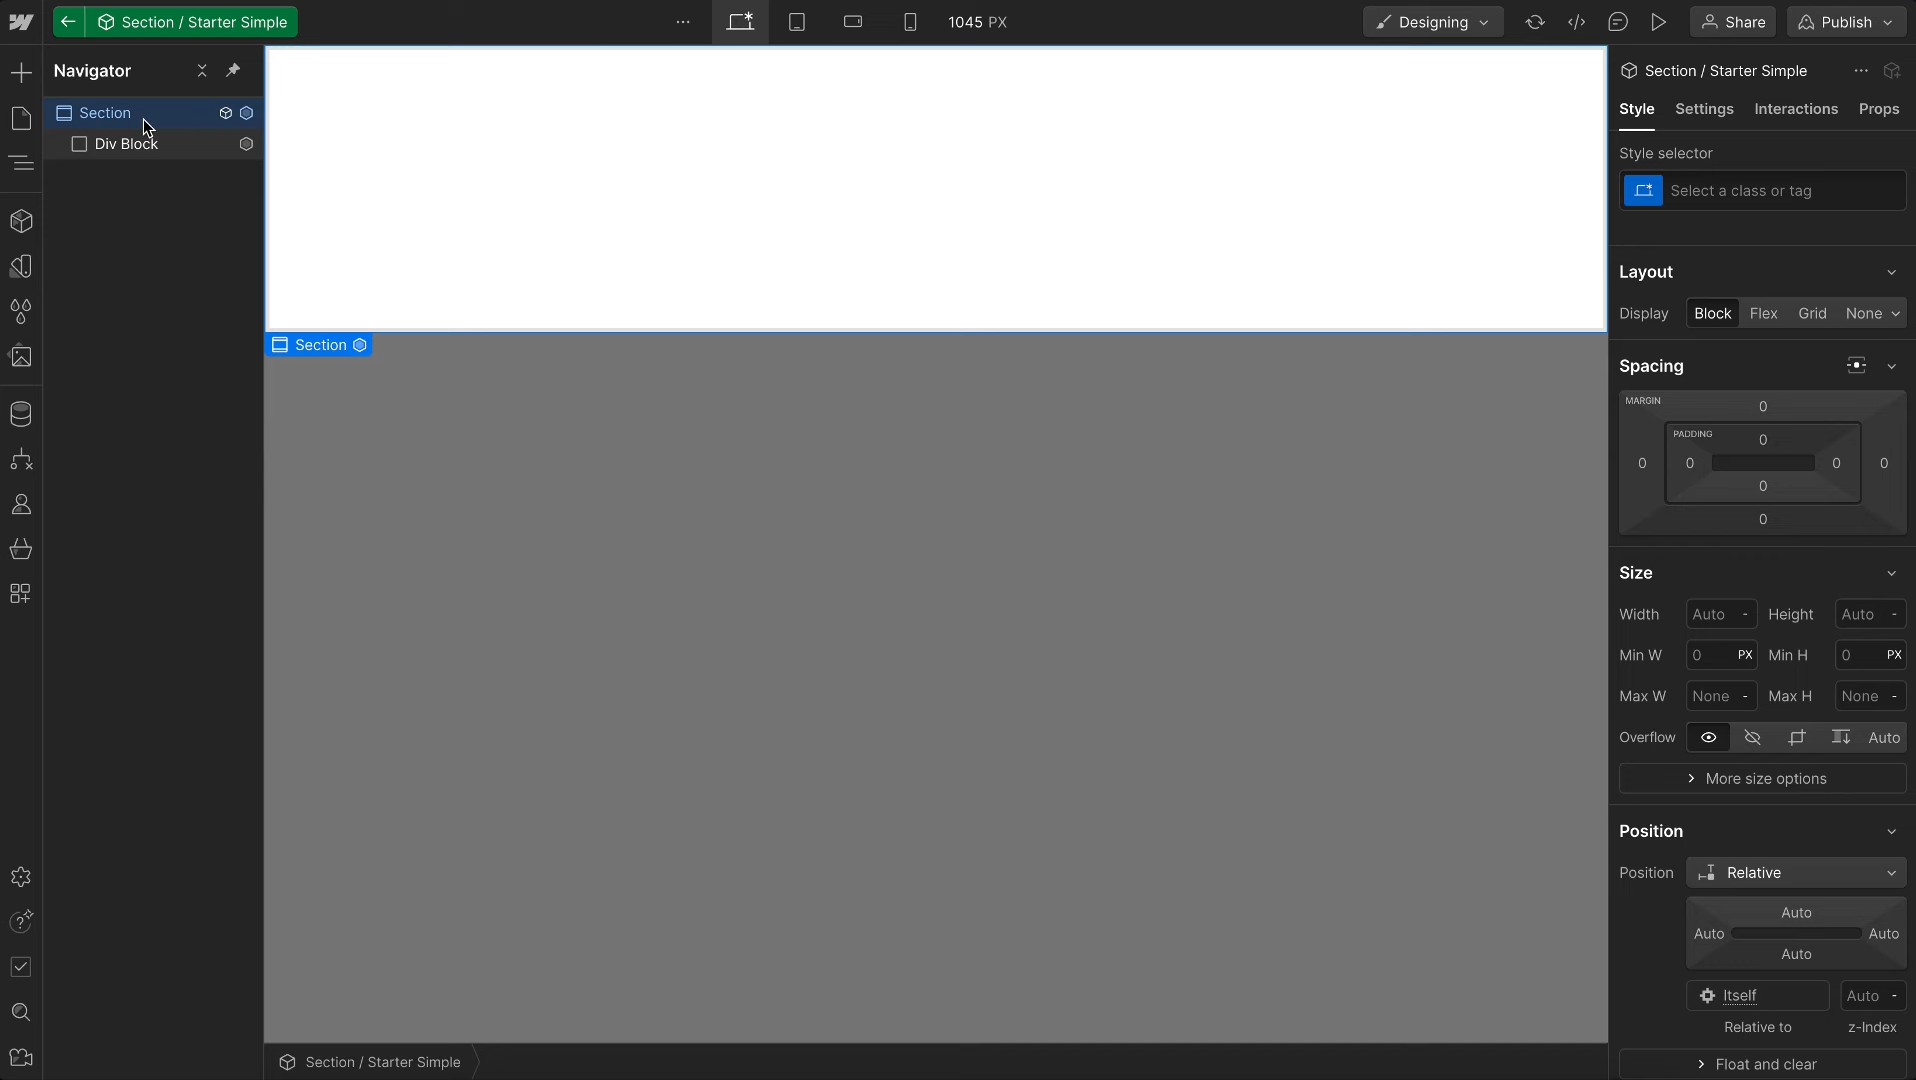 Section / Starter Simple
1045 PX
Designing
Share
Publish
Navigator
Section
Div Block
Section
Section / Starter Simple
Section / Starter Simple
Style
Settings
Interactions
Props
Style selector
Select a class or tag
Layout
Display
Block
Flex
Grid
None
Spacing
MARGIN
0
PADDING
0
0
0
0
0
0
0
Size
Width
Auto -
Height
Auto -
Min W
0 PX
Min H
0 PX
Max W
None -
Max H
None -
Overflow
Auto
More size options
Position
Position
Relative
Auto
Auto
Auto
Auto
Itself
Auto -
Relative to
z-Index
Float and clear